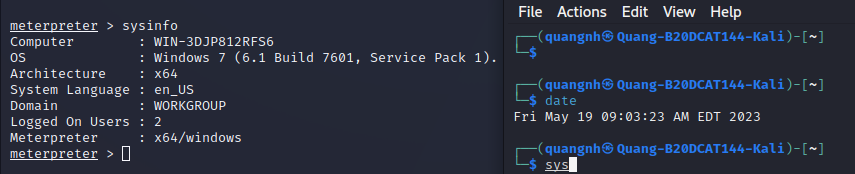 meterpreter > sysinfo
Computer        : WIN-3DJP812RFS6
OS              : Windows 7 (6.1 Build 7601, Service Pack 1).
Architecture    : x64
System Language : en_US
Domain          : WORKGROUP
Logged On Users : 2
Meterpreter     : x64/windows
meterpreter >
File Actions Edit View Help
┌──(quangnh㉿Quang-B20DCAT144-Kali)-[~]
└─$
┌──(quangnh㉿Quang-B20DCAT144-Kali)-[~]
└─$ date
Fri May 19 09:03:23 AM EDT 2023
┌──(quangnh㉿Quang-B20DCAT144-Kali)-[~]
└─$ sys